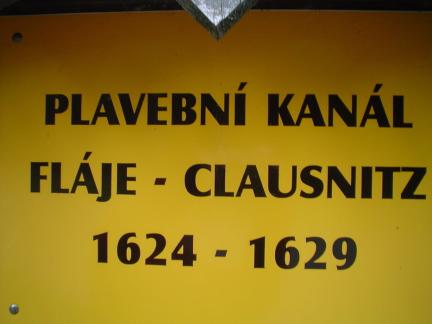 PLAVEBNÍ KANÁL
FLÁJE - CLAUSNITZ
1624 - 1629